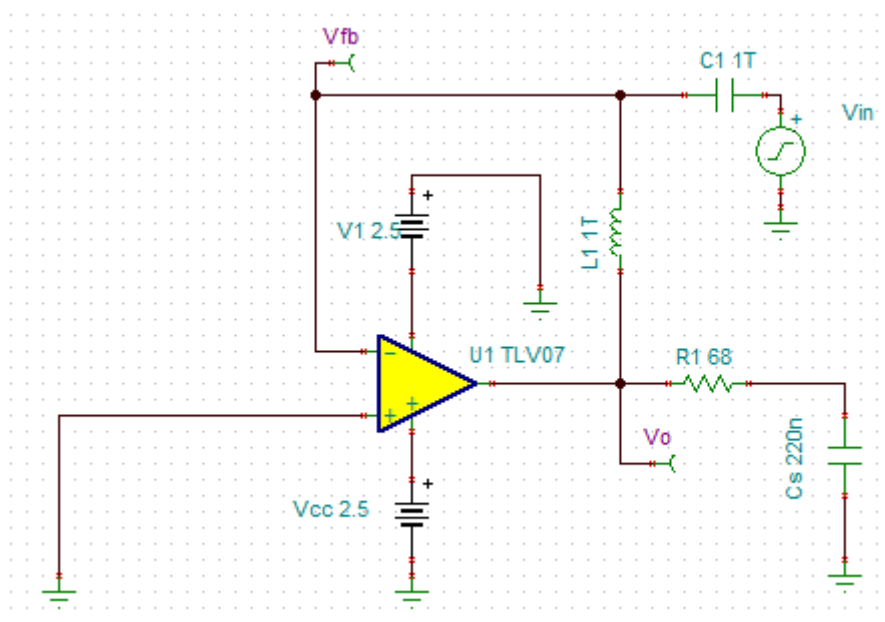 Vfb
C1 1T
+
Vin
+
V1 2.5
L1 1T
-
U1 TLV07
R1 68
+
+
Vo
Cs 220n
+
Vcc 2.5